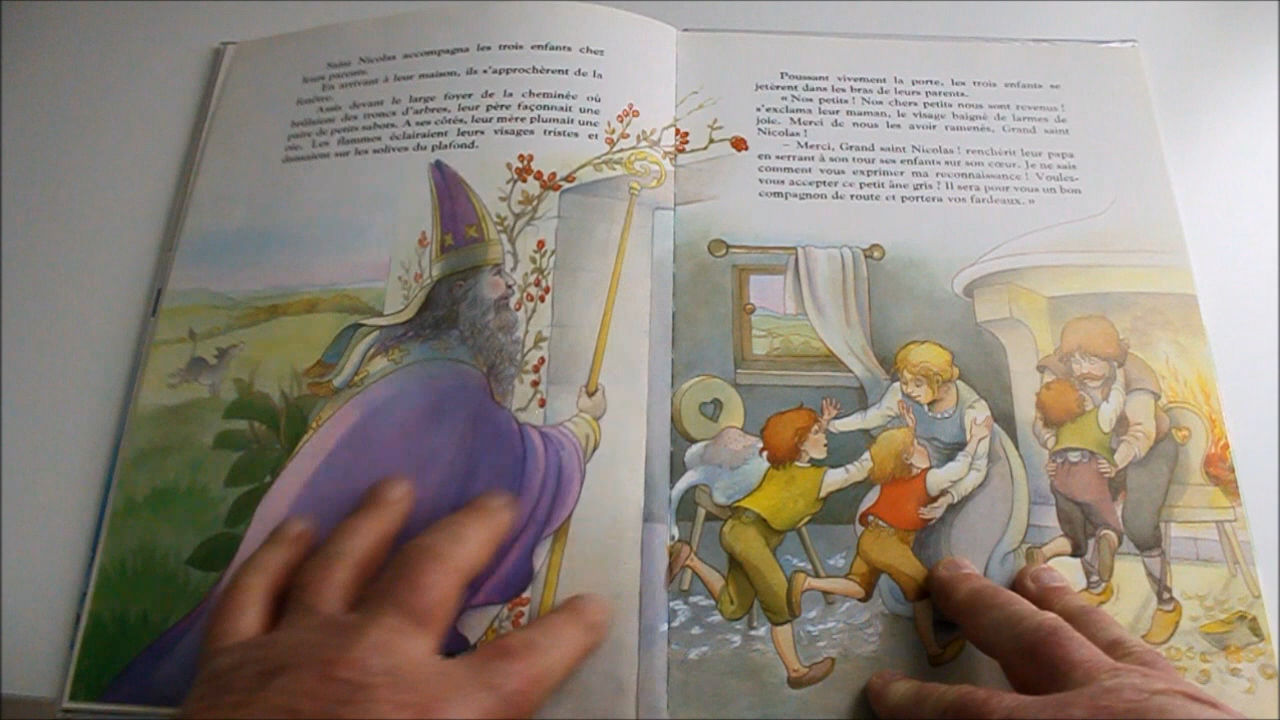 Saint Nicolas accompagna les trois enfants chez
leurs parents.
En arrivant à leur maison, ils s'approchèrent de la
fenêtre.
Assis devant le large foyer de la cheminée où
brûlaient des troncs d'arbres, leur père façonnait une
paire de petits sabots. A ses côtés, leur mère plumait une
oie. Les flammes éclairaient leurs visages tristes et
dansaient sur les solives du plafond.
Poussant vivement la porte, les trois enfants se
jetèrent dans les bras de leurs parents.
« Nos petits ! Nos chers petits nous sont revenus !
s'exclama leur maman, le visage baigné de larmes de
joie. Merci de nous les avoir ramenés, Grand saint
Nicolas !
– Merci, Grand saint Nicolas ! renchérit leur papa
en serrant à son tour ses enfants sur son cœur. Je ne sais
comment vous exprimer ma reconnaissance ! Voulez-
vous accepter ce petit âne gris ? Il sera pour vous un bon
compagnon de route et portera vos fardeaux. »